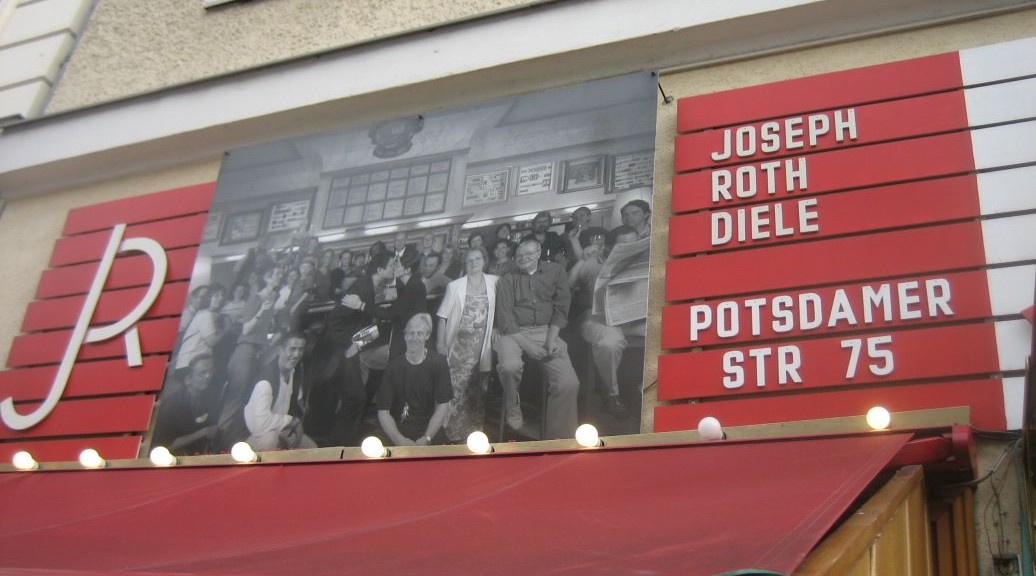 JR
JOSEPH
ROTH
DIELE
POTSDAMER
STR 75